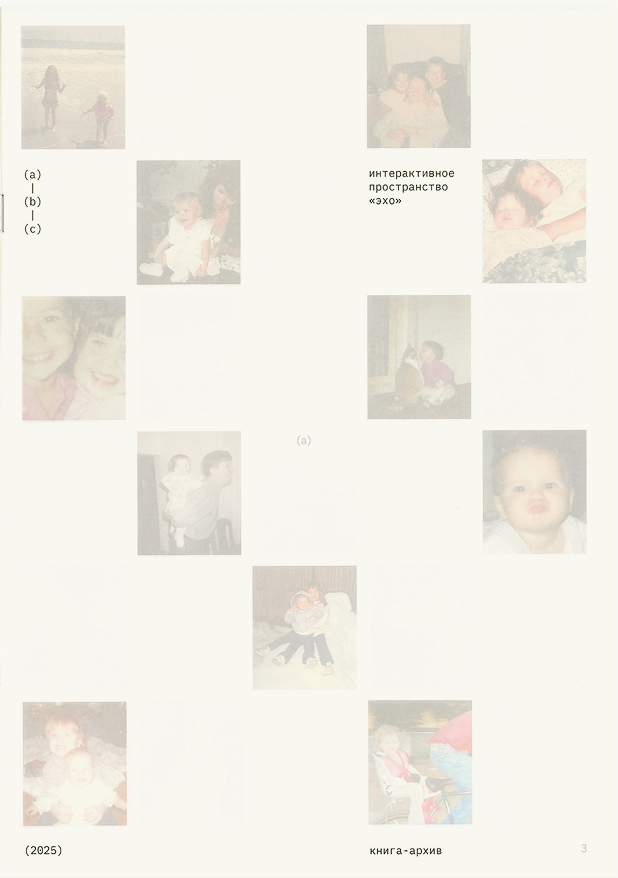 (a)
|
(b)
|
(c)
интерактивное
пространство
«эхо»
(a)
(2025)
книга-архив
3